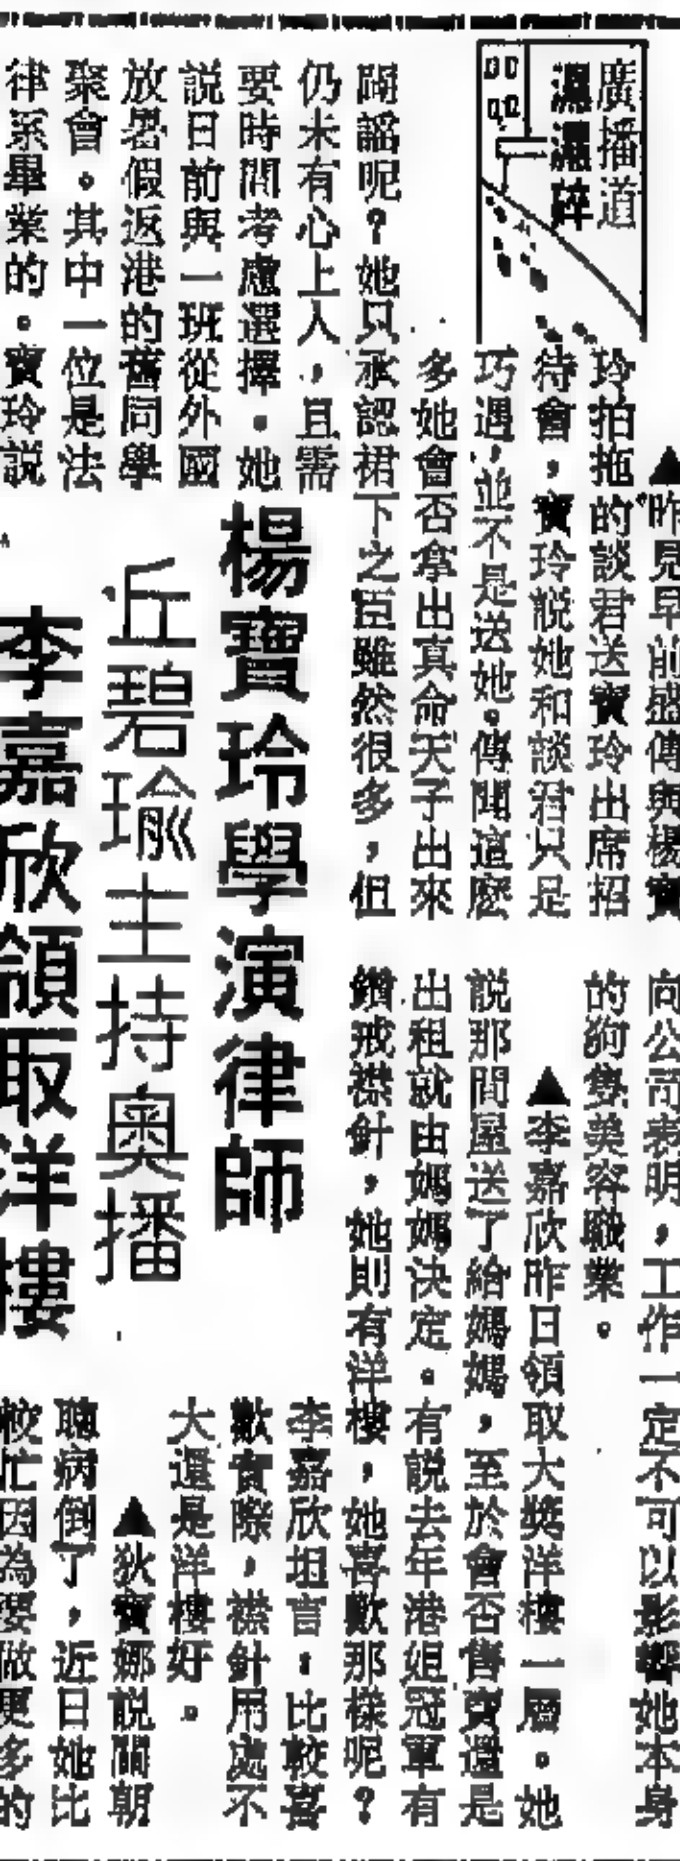 廣播道
濕濕碎
▲昨見早前盛傳與楊寶
玲拍拖的談君送寶玲出席招
待會,寶玲説她和談君只是
巧遇,並不是送她。傳聞這麽
多她會否拿出真命天子出來
闢謠呢?她只承認裙下之臣雖然很多,但
仍未有心上人,且需
要時間考慮選擇。她
説日前與一班從外國
放暑假返港的舊同學
聚會。其中一位是法
律系畢業的。寶玲説
楊寶玲學演律師
丘碧瑜主持奧播
李嘉欣領取洋樓
向公司表明,工作一定不可以影響她本身
的狗隻美容職業。
▲李嘉欣昨日領取大獎洋樓一層。她
説那間屋送了給媽媽,至於會否售賣還是
出租就由媽媽決定。有説去年港姐冠軍有
鑽戒襟針,她則有洋樓,她喜歡那樣呢?
李嘉欣坦言:比較喜
歡實際,襟針用處不
大還是洋樓好。
▲狄寶娜説關朝
聰病倒了,近日她比
較忙因為要做更多的